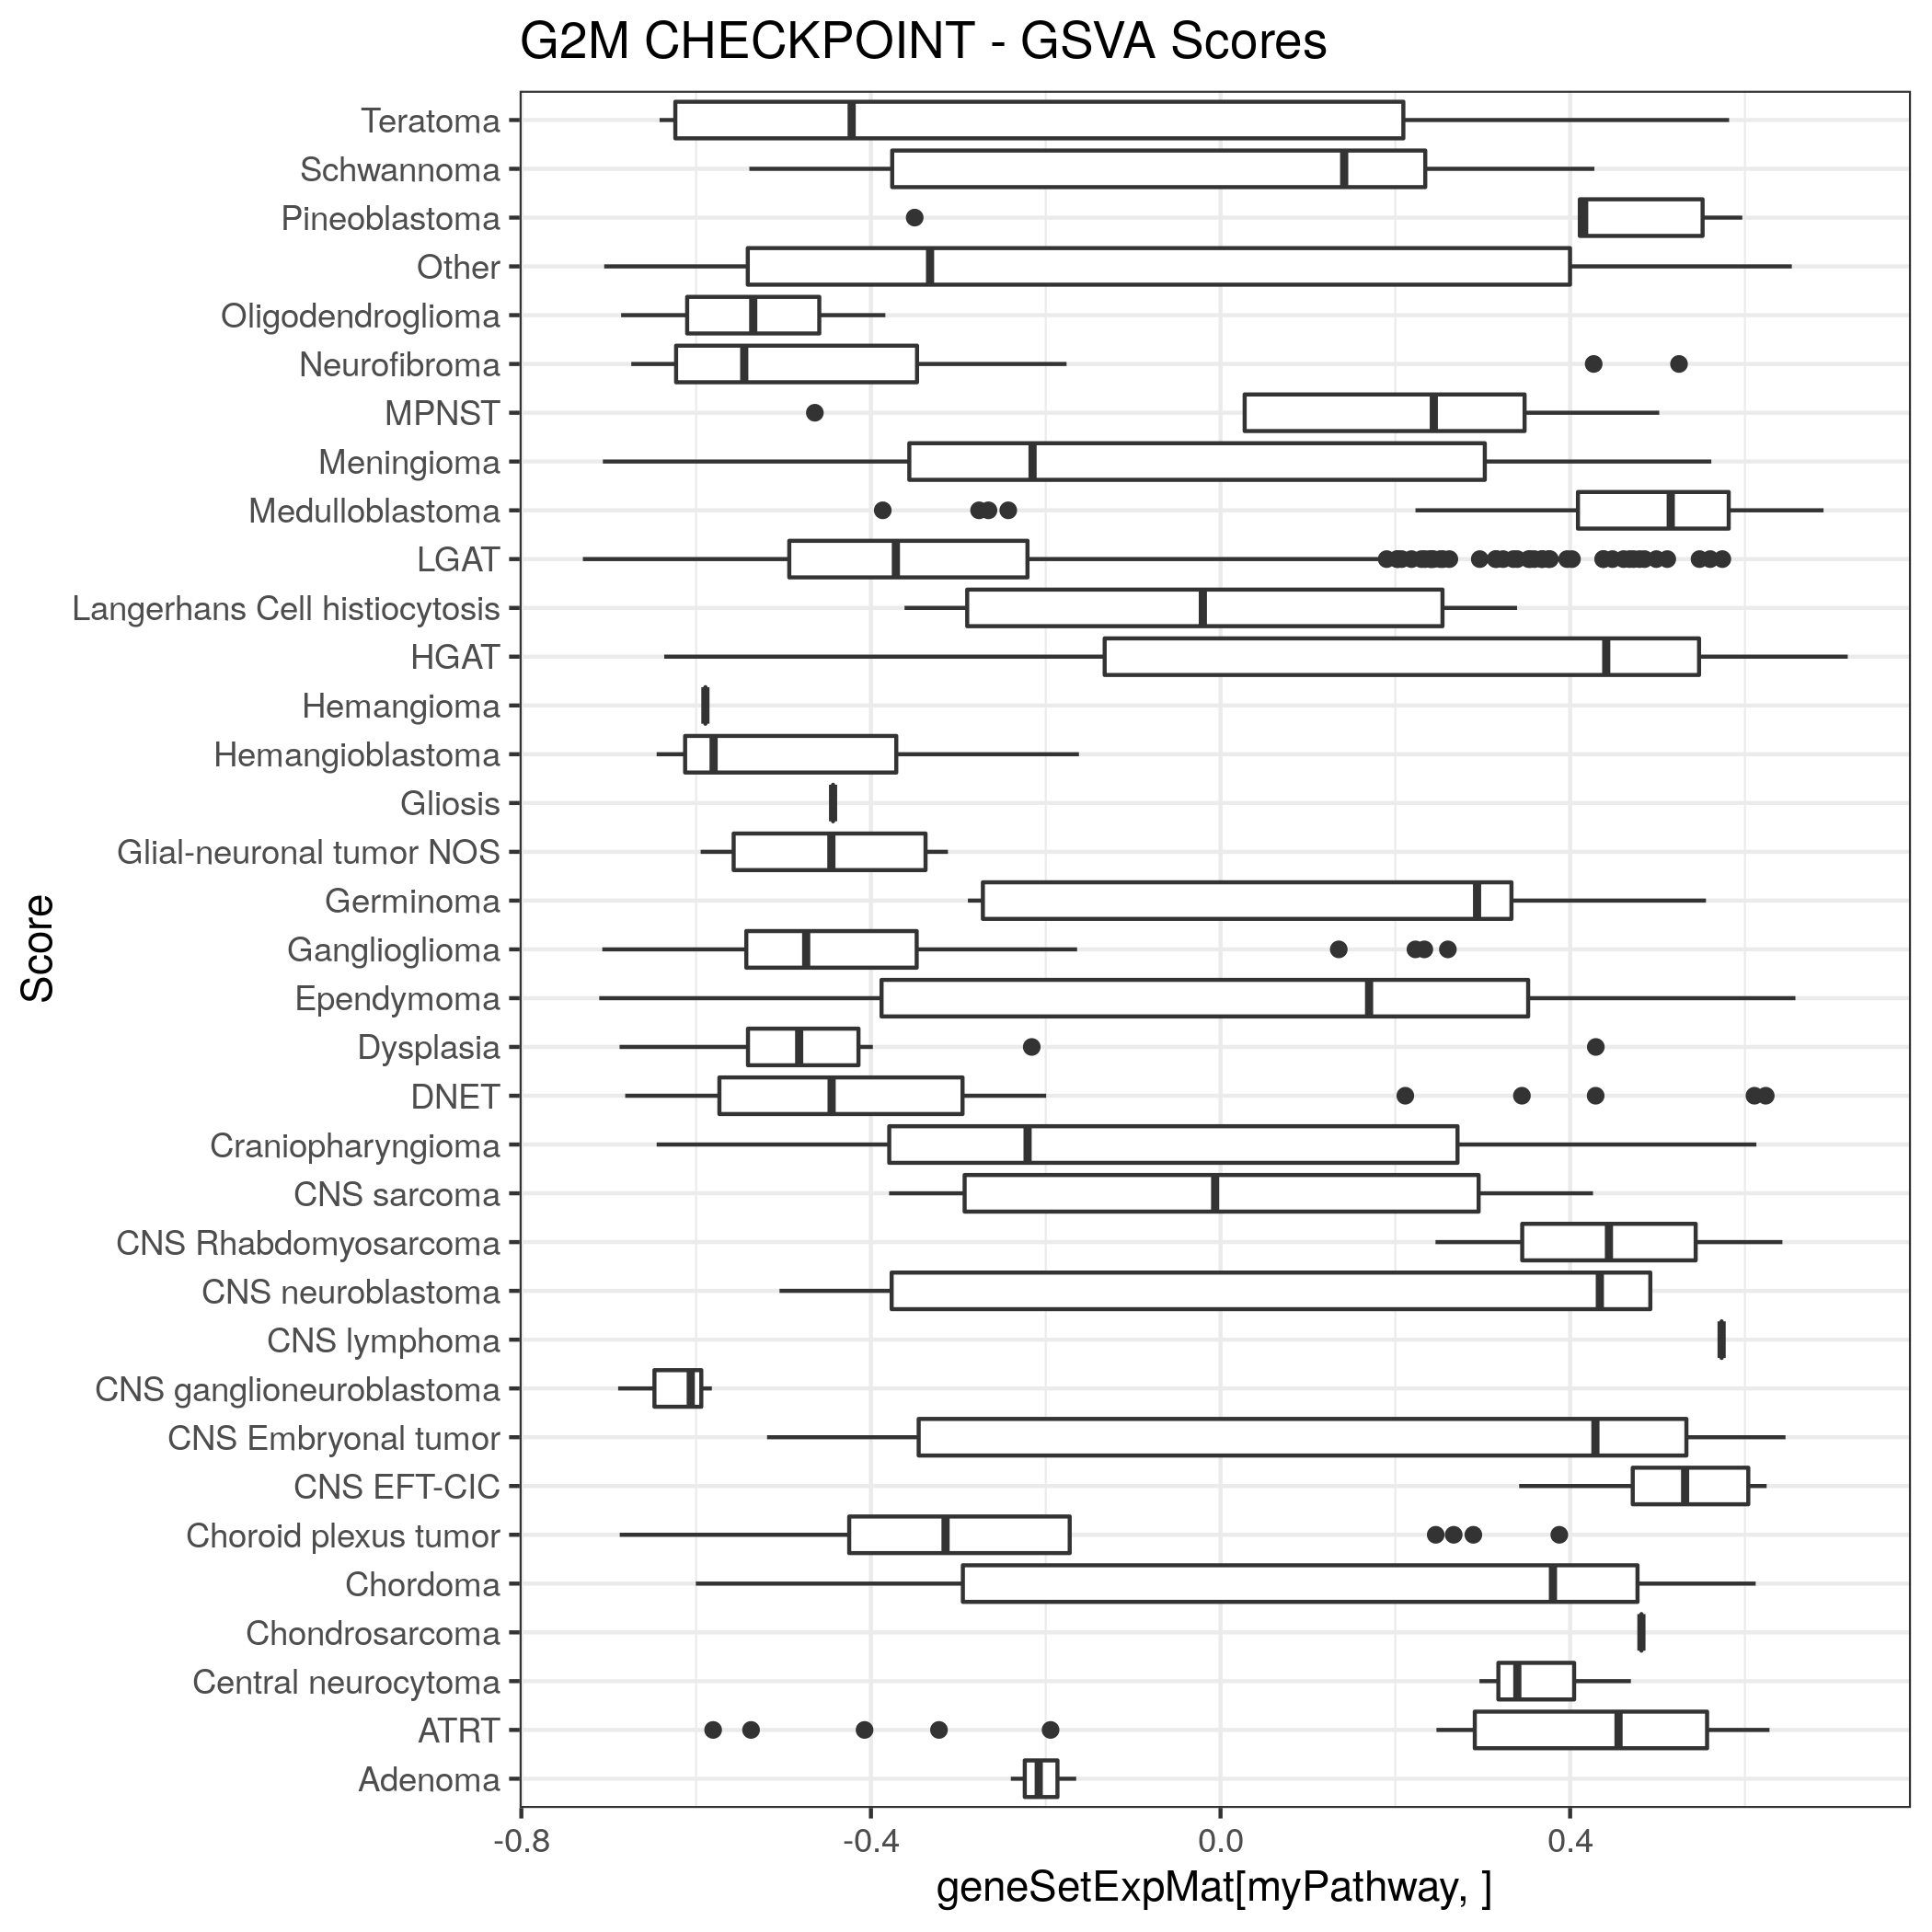 G2M CHECKPOINT - GSVA Scores
Teratoma
Schwannoma
Pineoblastoma
Other
Oligodendroglioma
Neurofibroma
MPNST
Meningioma
Medulloblastoma
LGAT
Langerhans Cell histiocytosis
HGAT
Hemangioma
Hemangioblastoma
Gliosis
Glial-neuronal tumor NOS
Germinoma
Ganglioglioma
Ependymoma
Dysplasia
DNET
Craniopharyngioma
CNS sarcoma
CNS Rhabdomyosarcoma
CNS neuroblastoma
CNS lymphoma
CNS ganglioneuroblastoma
CNS Embryonal tumor
CNS EFT-CIC
Choroid plexus tumor
Chordoma
Chondrosarcoma
Central neurocytoma
ATRT
Adenoma
Score
-0.8 -0.4 0.0 0.4
geneSetExpMat[myPathway, ]